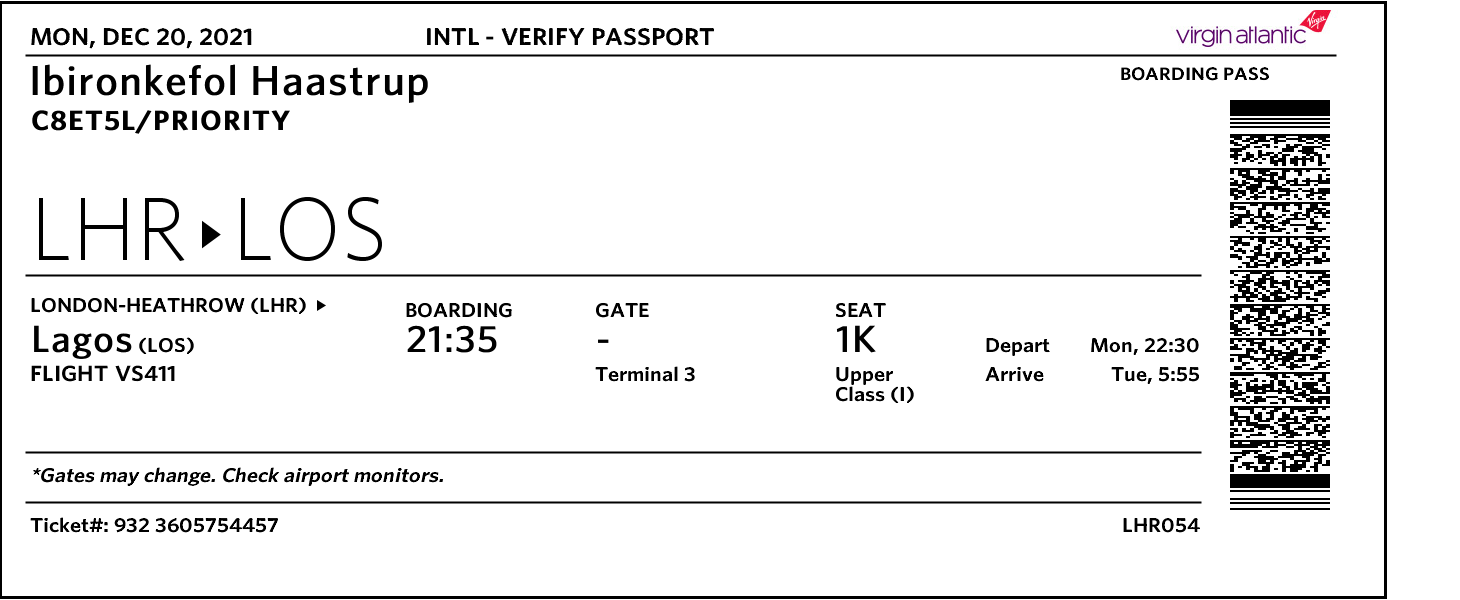 MON, DEC 20, 2021 INTL - VERIFY PASSPORT virgin atlantic Virgin
Ibironkefol Haastrup BOARDING PASS
C8ET5L/PRIORITY
LHR ▸ LOS
LONDON-HEATHROW (LHR) ▸ BOARDING GATE SEAT
Lagos (LOS) 21:35 - 1K Depart Mon, 22:30
FLIGHT VS411 Terminal 3 Upper Arrive Tue, 5:55
Class (I)
*Gates may change. Check airport monitors.
Ticket#: 932 3605754457 LHR054